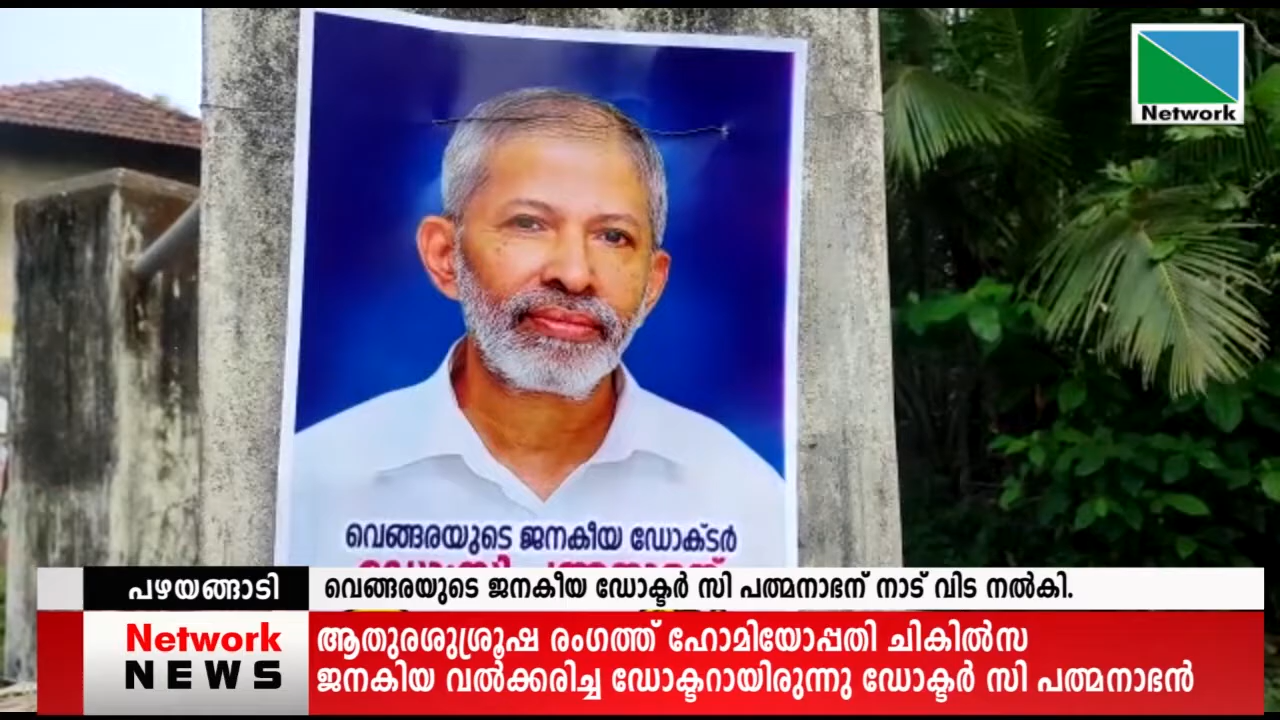 Network
വെങ്ങരയുടെ ജനകീയ ഡോക്ടർ
പഴയങ്ങാടി
വെങ്ങരയുടെ ജനകീയ ഡോക്ടർ സി പത്മനാഭന് നാട് വിട നൽകി.
Network
NEWS
ആതുരശുശ്രൂഷ രംഗത്ത് ഹോമിയോപ്പതി ചികിൽസ
ജനകിയ വൽക്കരിച്ച ഡോക്ടറായിരുന്നു ഡോക്ടർ സി പത്മനാഭൻ